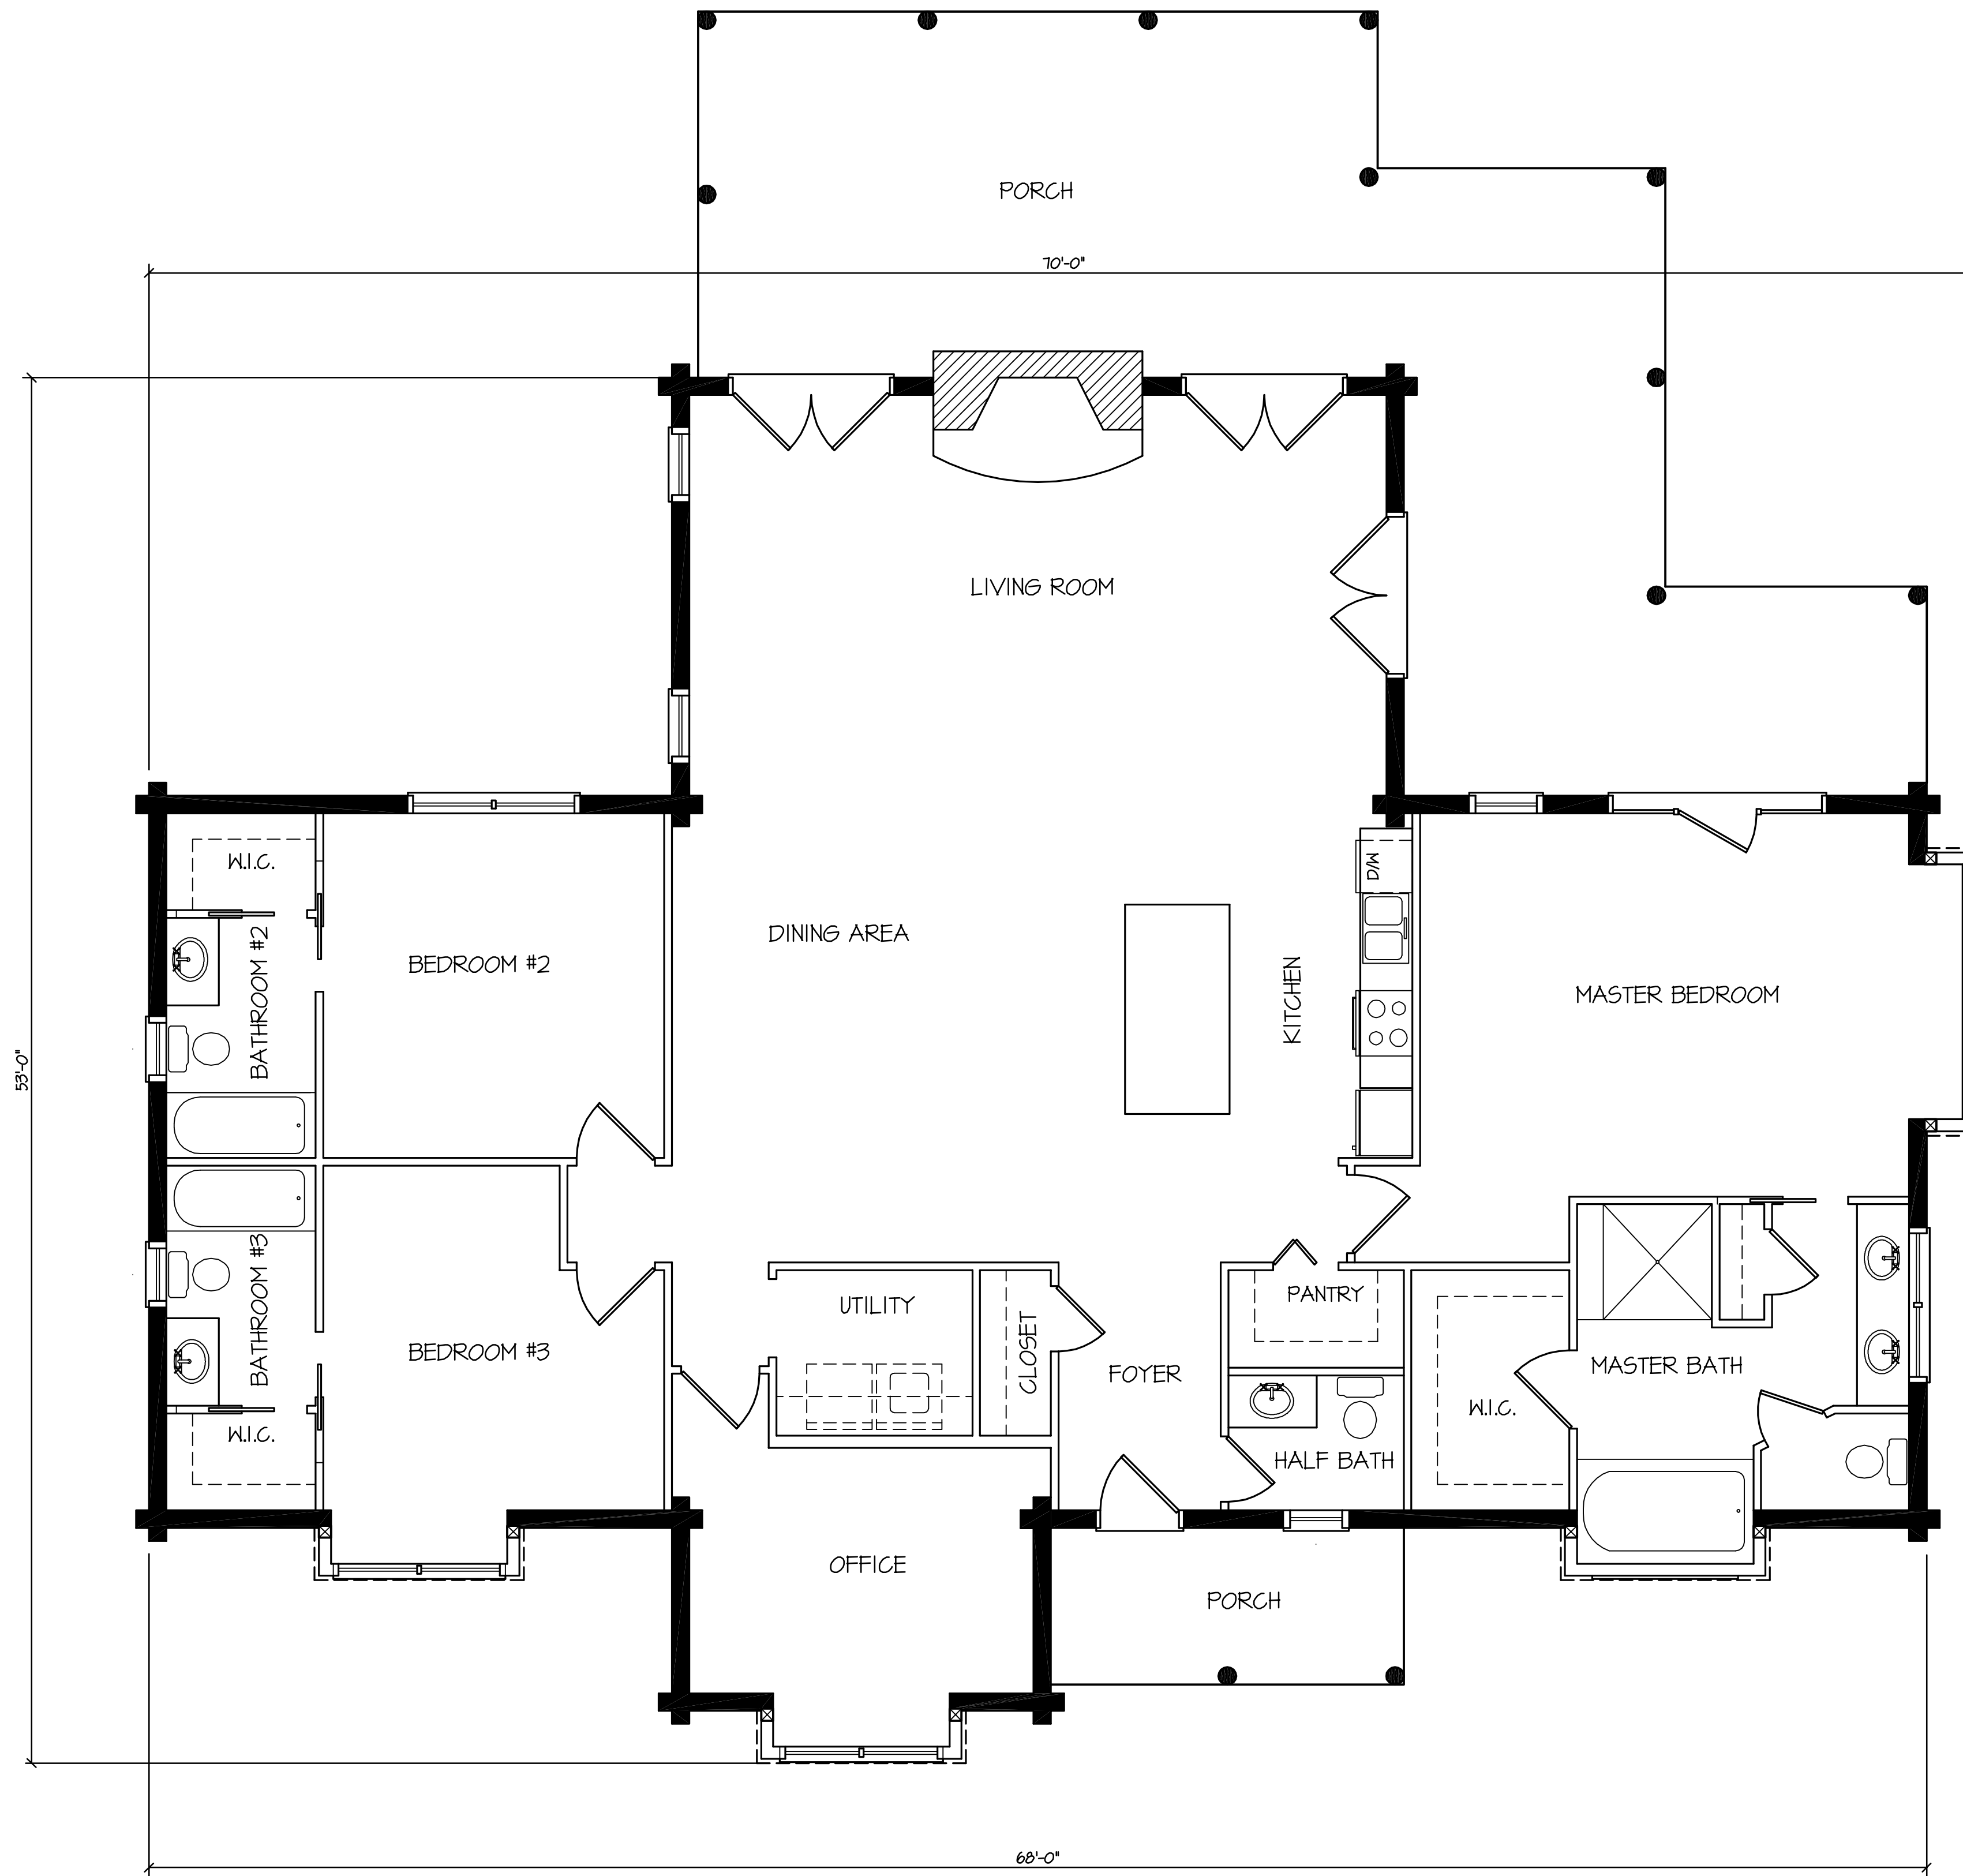 PORCH
70'-0"
LIVING ROOM
W.I.C.
D/W
DINING AREA
BEDROOM #2
BATHROOM #2
KITCHEN
MASTER BEDROOM
53'-0"
BATHROOM #3
UTILITY
PANTRY
BEDROOM #3
CLOSET
FOYER
MASTER BATH
W.I.C.
W.I.C.
HALF BATH
OFFICE
PORCH
68'-0"